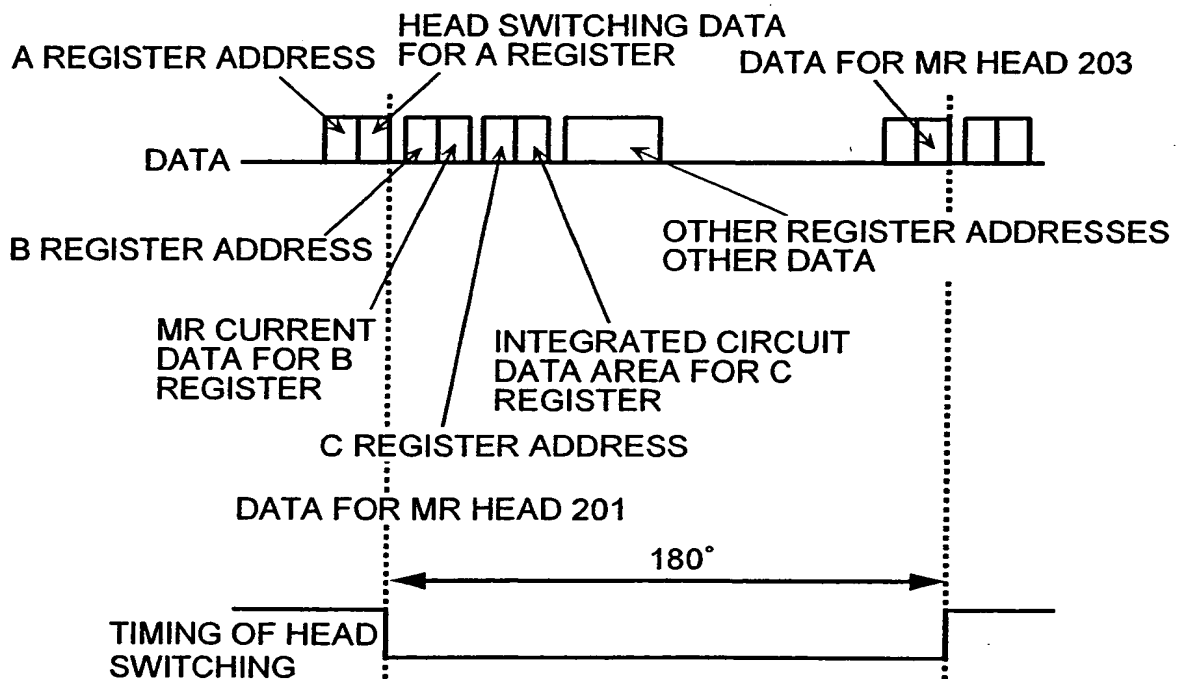 HEAD SWITCHING DATA
FOR A REGISTER
A REGISTER ADDRESS
DATA FOR MR HEAD 203
DATA
B REGISTER ADDRESS
OTHER REGISTER ADDRESSES
OTHER DATA
MR CURRENT
DATA FOR B
REGISTER
INTEGRATED CIRCUIT
DATA AREA FOR C
REGISTER
C REGISTER ADDRESS
DATA FOR MR HEAD 201
180°
TIMING OF HEAD
SWITCHING